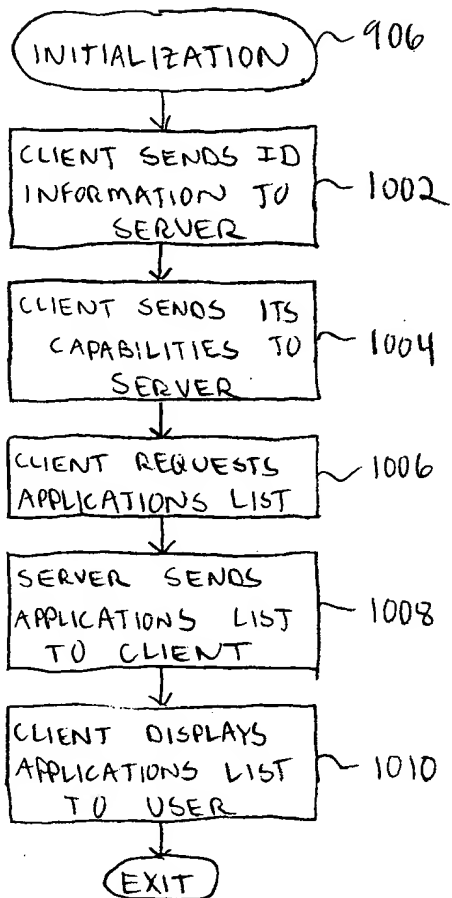 INITIALIZATION
906
CLIENT SENDS ID
INFORMATION TO
SERVER
1002
CLIENT SENDS ITS
CAPABILITIES TO
SERVER
1004
CLIENT REQUESTS
APPLICATIONS LIST
1006
SERVER SENDS
APPLICATIONS LIST
TO CLIENT
1008
CLIENT DISPLAYS
APPLICATIONS LIST
TO USER
1010
EXIT